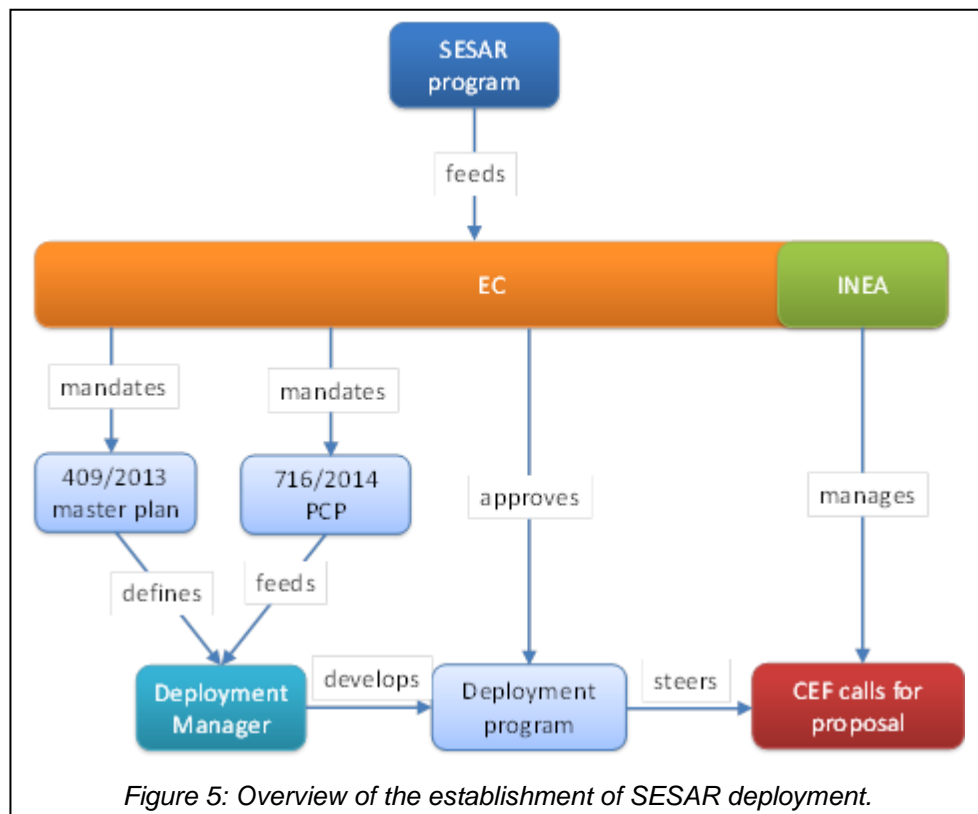 SESAR
program
feeds
EC
INEA
mandates
mandates
409/2013
master plan
716/2014
PCP
approves
manages
defines
feeds
Deployment
Manager
develops
Deployment
program
steers
CEF calls for
proposal
Figure 5: Overview of the establishment of SESAR deployment.